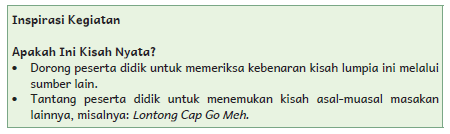 Inspirasi Kegiatan
Apakah Ini Kisah Nyata?
• Dorong peserta didik untuk memeriksa kebenaran kisah lumpia ini melalui
sumber lain.
• Tantang peserta didik untuk menemukan kisah asal-muasal masakan
lainnya, misalnya: Lontong Cap Go Meh.